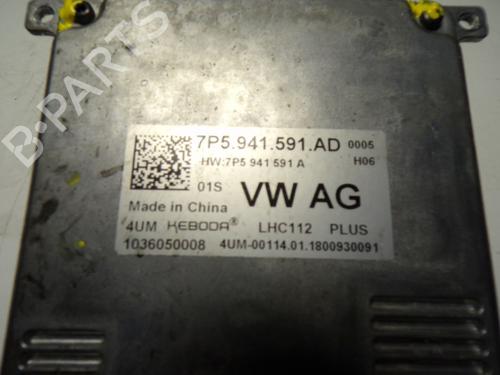 7P5.941.591.AD 0005
HW:7P5 941 591 A H06
01S VW AG
Made in China
4UM KEBODA® LHC112 PLUS
1036050008 4UM-00114.01.1800930091
B-PARTS